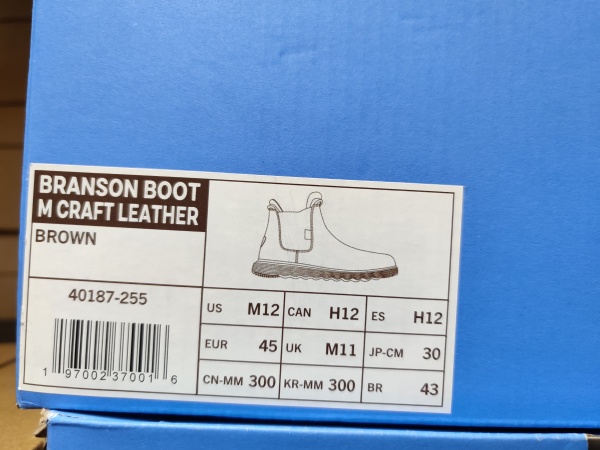 BRANSON BOOT
M CRAFT LEATHER
BROWN
40187-255
1 97002 37001 6
US M12 CAN H12 ES H12
EUR 45 UK M11 JP-CM 30
CN-MM 300 KR-MM 300 BR 43